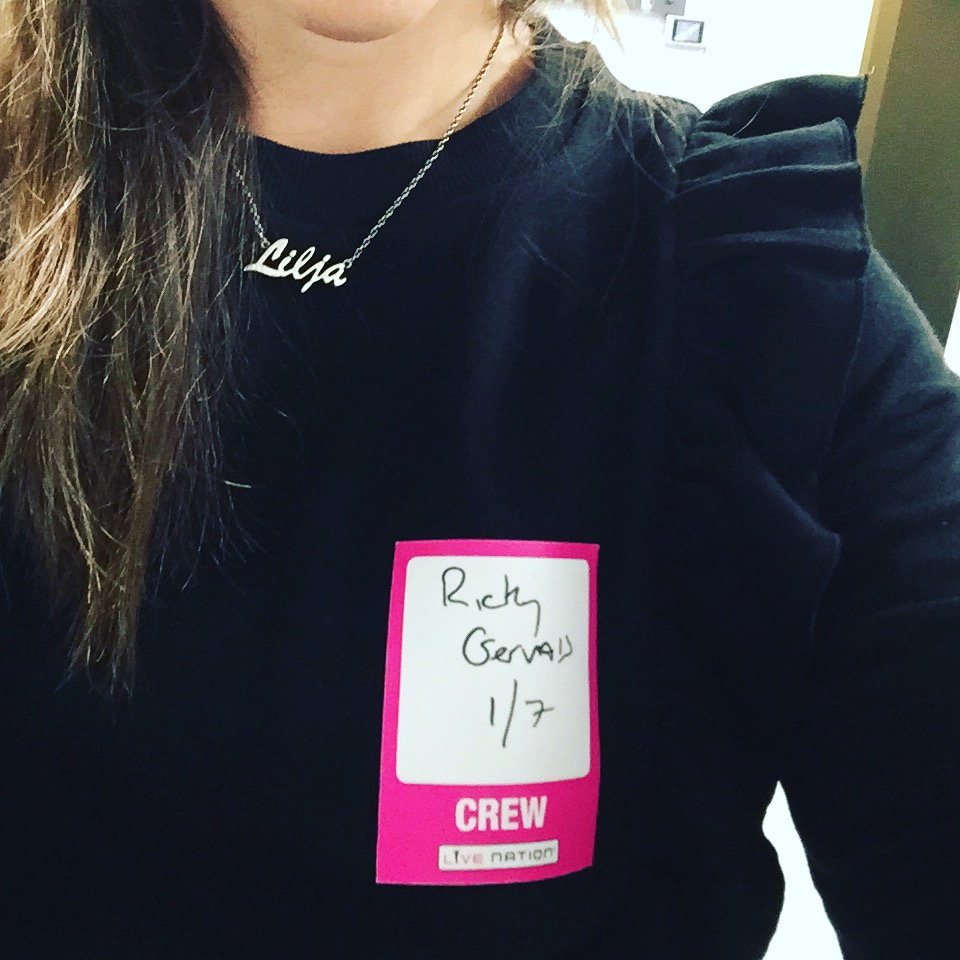 Lilja
Ricky
Gervais
1/7
CREW
LIVE NATION